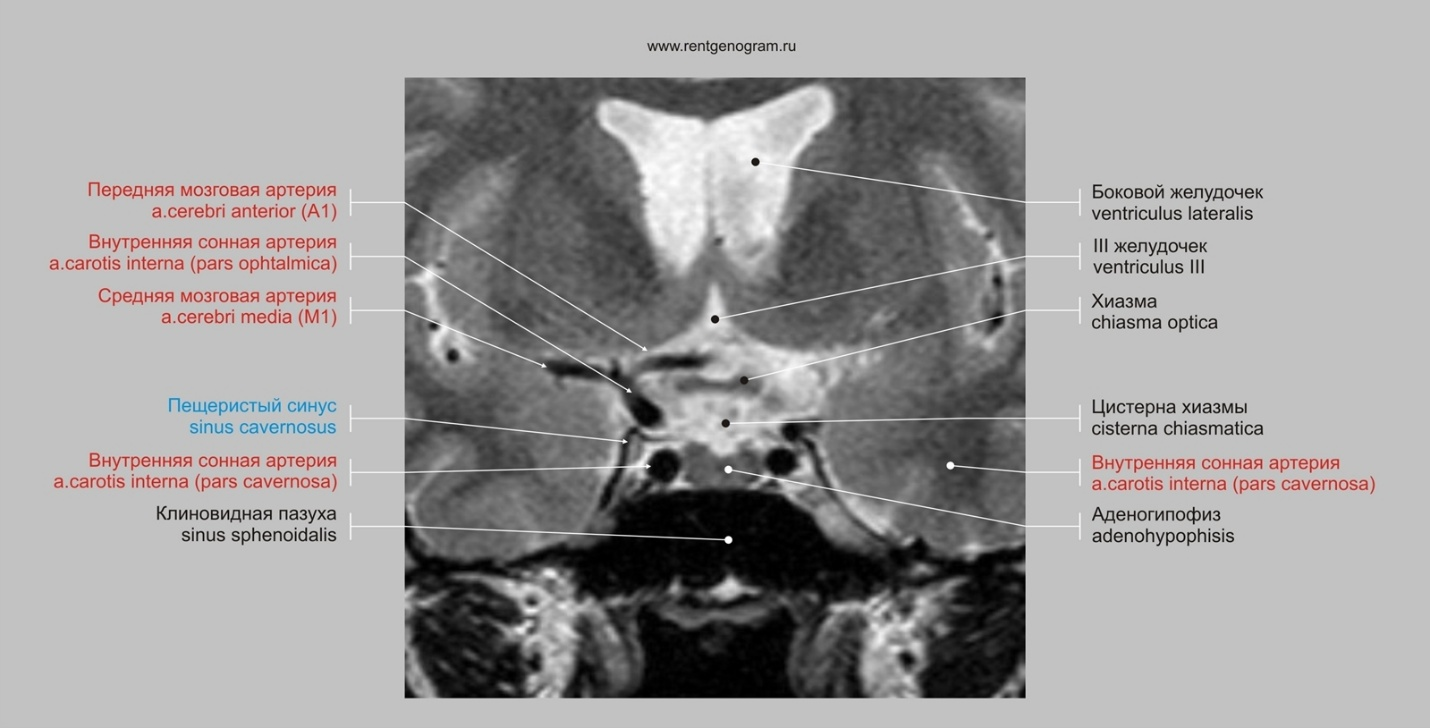 www.rentgenogram.ru
Передняя мозговая артерия
a.cerebri anterior (A1)
Внутренняя сонная артерия
a.carotis interna (pars ophtalmica)
Средняя мозговая артерия
a.cerebri media (M1)
Пещеристый синус
sinus cavernosus
Внутренняя сонная артерия
a.carotis interna (pars cavernosa)
Клиновидная пазуха
sinus sphenoidalis
Боковой желудочек
ventriculus lateralis
III желудочек
ventriculus III
Хиазма
chiasma optica
Цистерна хиазмы
cisterna chiasmatica
Внутренняя сонная артерия
a.carotis interna (pars cavernosa)
Аденогипофиз
adenohypophisis